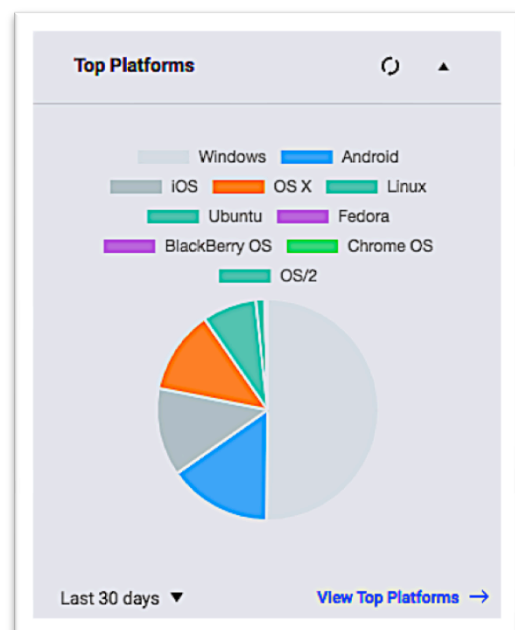 Top Platforms
Windows Android
iOS OS X Linux
Ubuntu Fedora
BlackBerry OS Chrome OS
OS/2
Last 30 days View Top Platforms